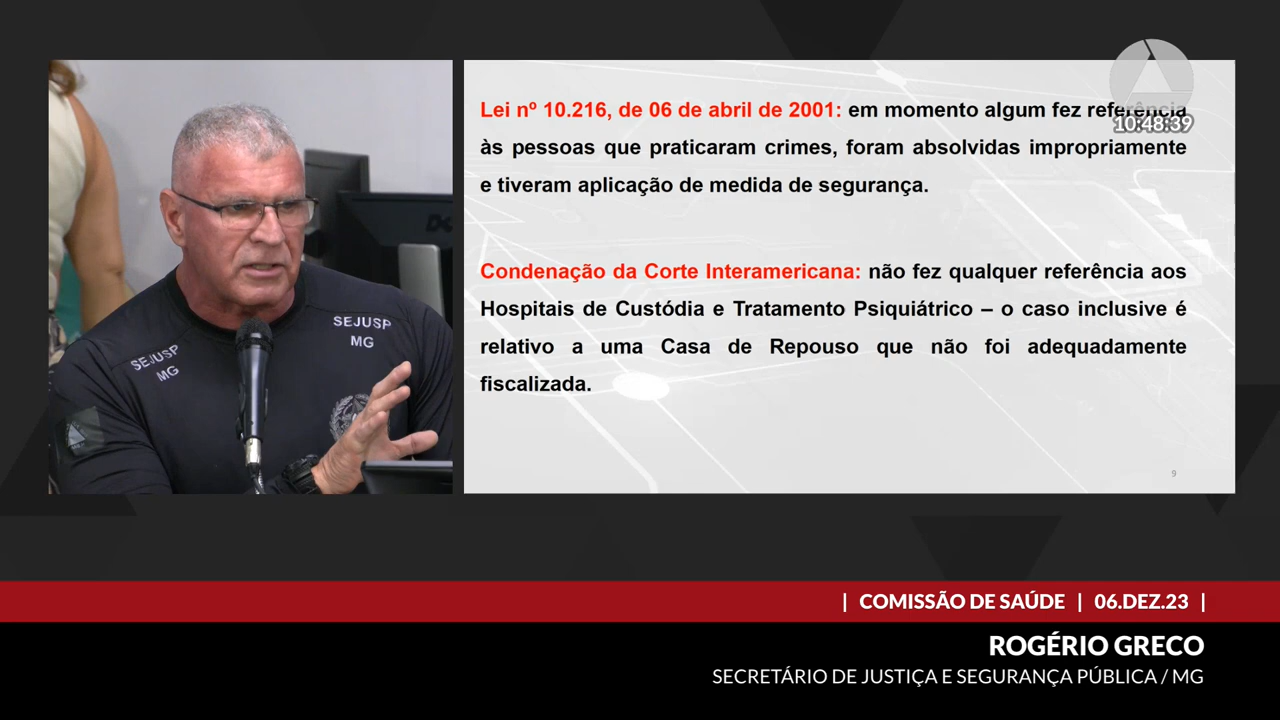 SEJUSP
MG
SEJUSP
MG
Lei nº 10.216, de 06 de abril de 2001: em momento algum fez referência
10:48:39
às pessoas que praticaram crimes, foram absolvidas impropriamente
e tiveram aplicação de medida de segurança.
Condenação da Corte Interamericana: não fez qualquer referência aos
Hospitais de Custódia e Tratamento Psiquiátrico – o caso inclusive é
relativo a uma Casa de Repouso que não foi adequadamente
fiscalizada.
9
| COMISSÃO DE SAÚDE | 06.DEZ.23 |
ROGÉRIO GRECO
SECRETÁRIO DE JUSTIÇA E SEGURANÇA PÚBLICA / MG